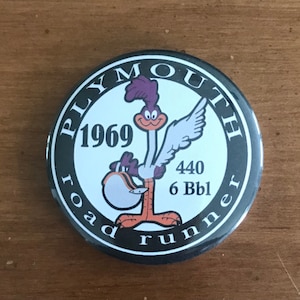 PLYMOUTH
1969
440
6 Bbl
road runner